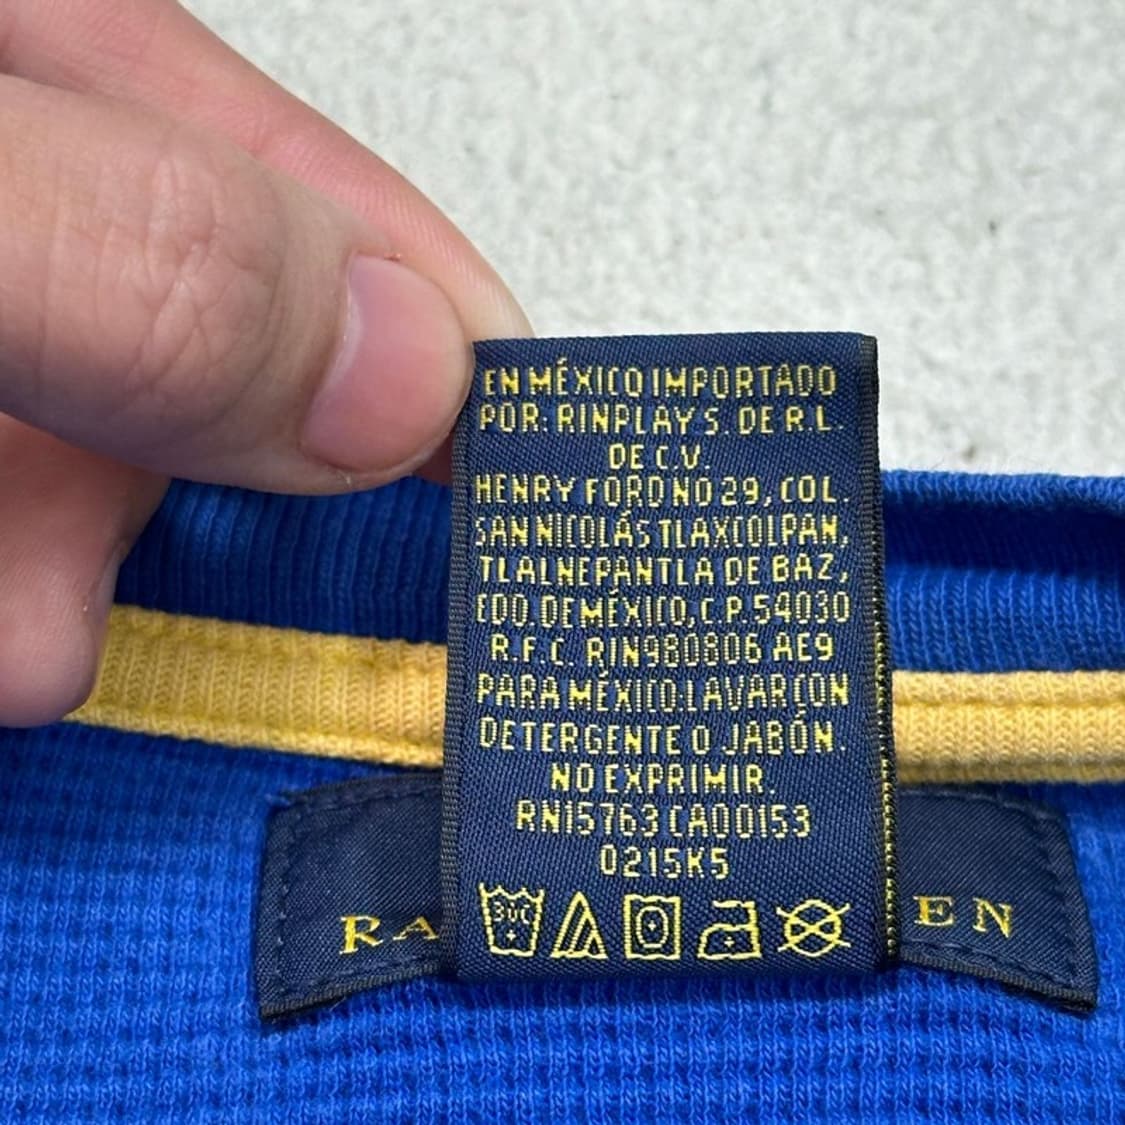 EN MÉXICO IMPORTADO
POR: RINPLAY S. DE R.L.
DE C.V.
HENRY FORD NO 29, COL.
SAN NICOLÁS TLAXCOLPAN,
TLALNEPANTLA DE BAZ,
EDO. DE MÉXICO, C.P. 54030
R.F.C. RIN980806 AE9
PARA MÉXICO: LAVAR CON
DETERGENTE O JABÓN.
NO EXPRIMIR.
RN15763 CA00153
0215K5
30C
RA EN